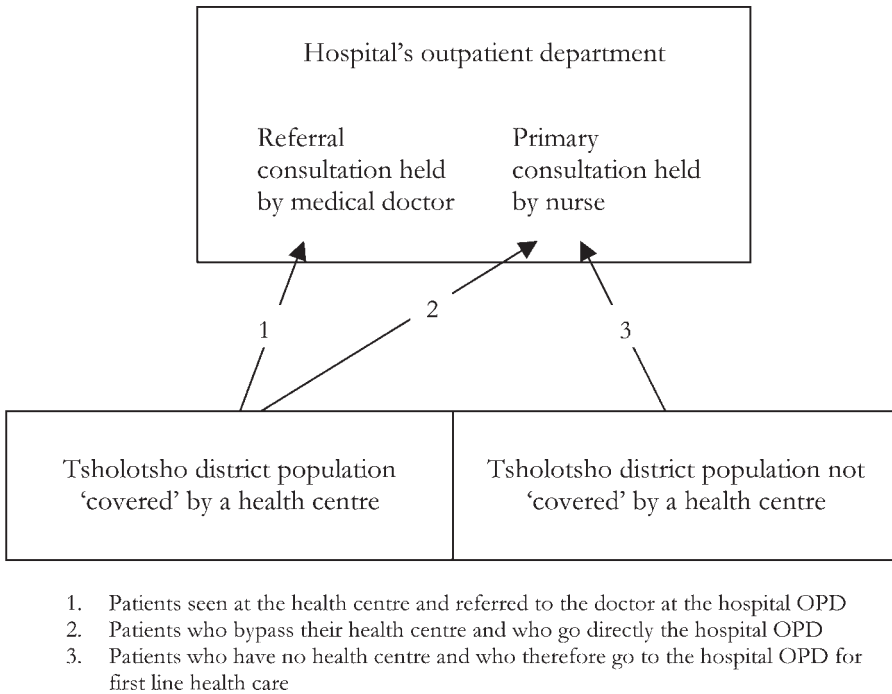 Hospital's outpatient department
Referral
consultation held
by medical doctor
Primary
consultation held
by nurse
1
2
3
Tsholotsho district population
‘covered’ by a health centre
Tsholotsho district population not
‘covered’ by a health centre
1. Patients seen at the health centre and referred to the doctor at the hospital OPD
2. Patients who bypass their health centre and who go directly the hospital OPD
3. Patients who have no health centre and who therefore go to the hospital OPD for
first line health care